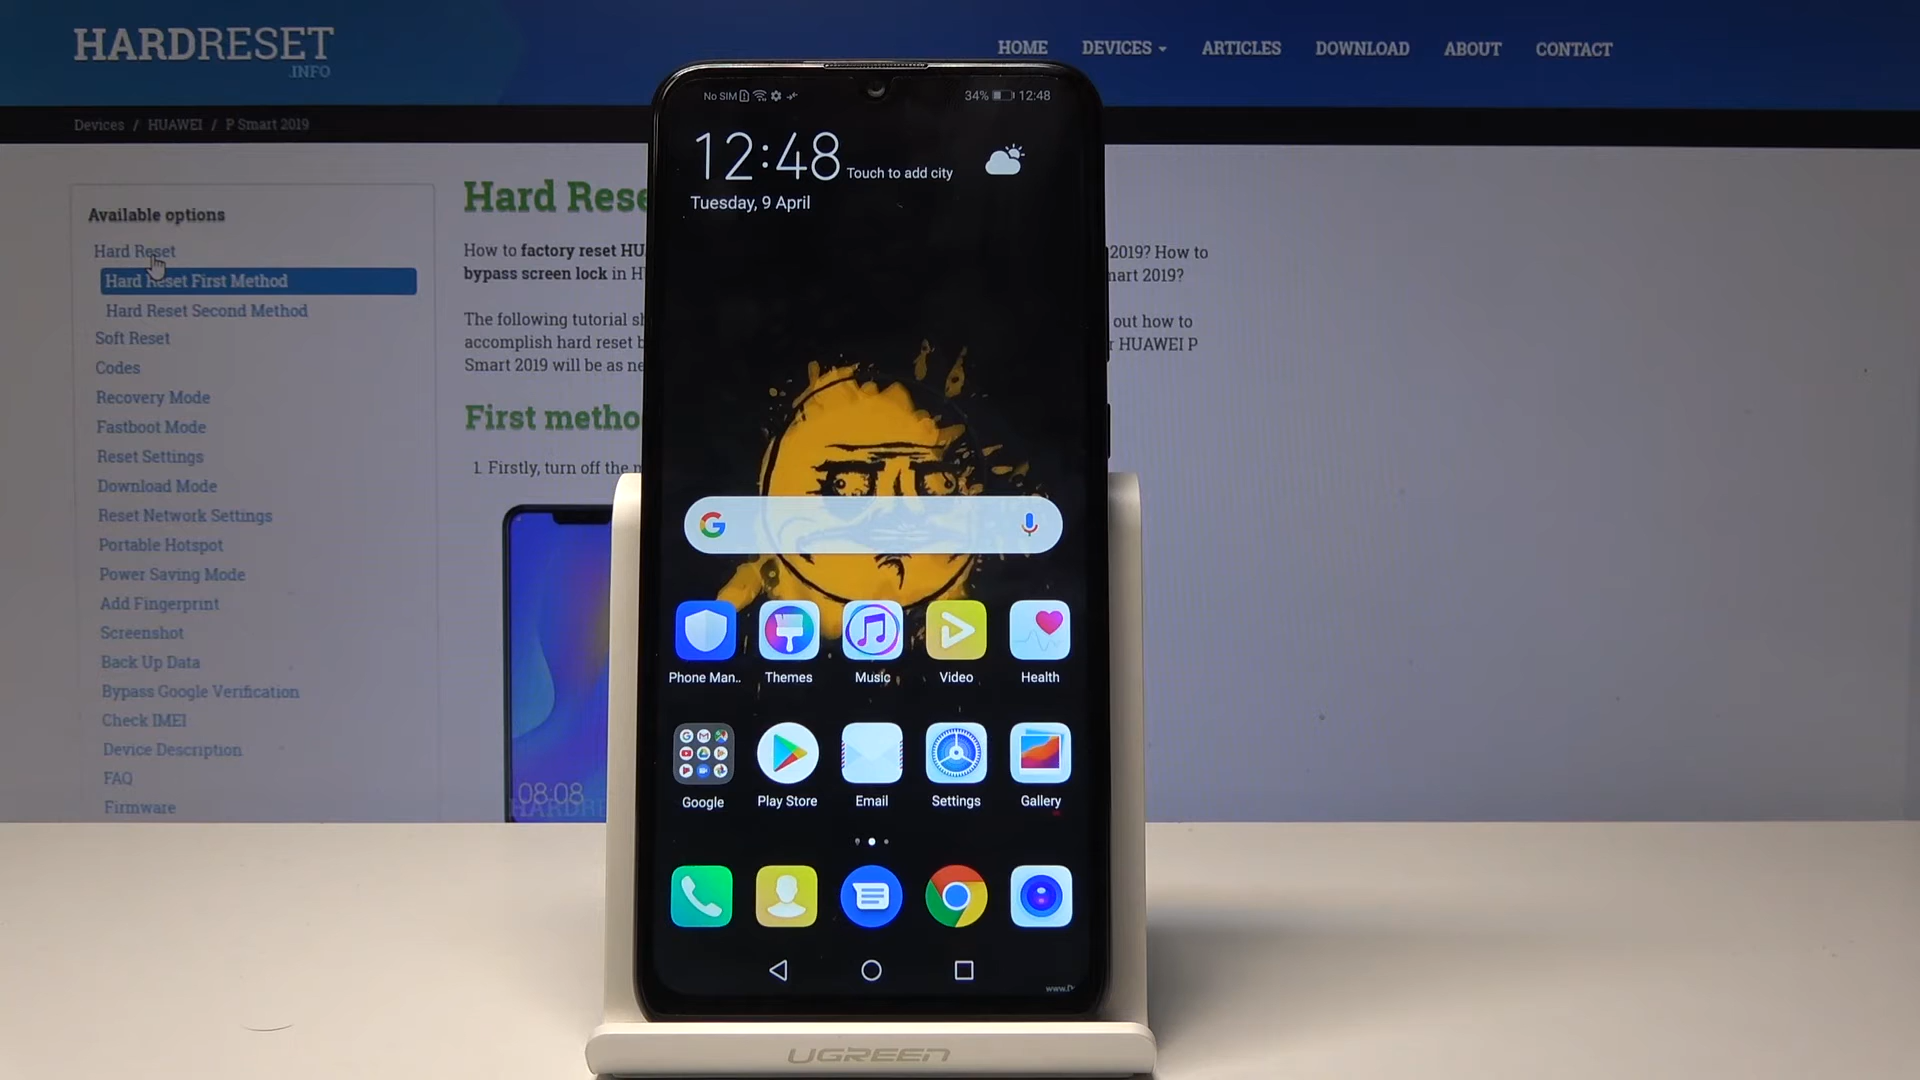 HARDRESET
.INFO
HOME DEVICES ARTICLES DOWNLOAD ABOUT CONTACT
Devices / HUAWEI / P Smart 2019
Available options
Hard Reset
Hard Reset First Method
Hard Reset Second Method
Soft Reset
Codes
Recovery Mode
Fastboot Mode
Reset Settings
Download Mode
Reset Network Settings
Portable Hotspot
Power Saving Mode
Add Fingerprint
Screenshot
Back Up Data
Bypass Google Verification
Check IMEI
Device Description
FAQ
Firmware
Hard Rese
How to factory reset HU 2019? How to
bypass screen lock in H mart 2019?
The following tutorial sh out how to
accomplish hard reset b r HUAWEI P
Smart 2019 will be as ne
First metho
1. Firstly, turn off the
08:08
HARDRE
No SIM 34% 12:48
12:48 Touch to add city
Tuesday, 9 April
Phone Man.. Themes Music Video Health
Google Play Store Email Settings Gallery
www.
UGREEN